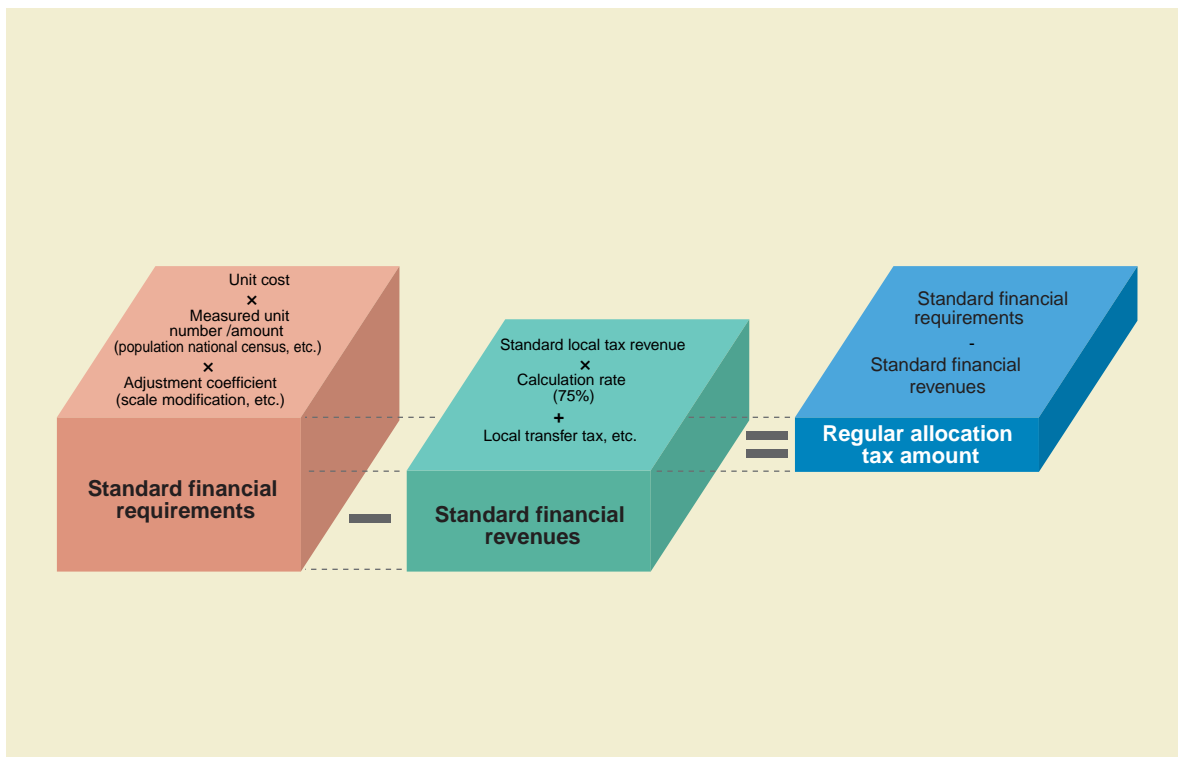 Unit cost
×
Measured unit
number /amount
(population national census, etc.)
×
Adjustment coefficient
(scale modification, etc.)
Standard financial
requirements
Standard local tax revenue
×
Calculation rate
(75%)
+
Local transfer tax, etc.
Standard financial
revenues
Standard financial
requirements
-
Standard financial
revenues
Regular allocation
tax amount